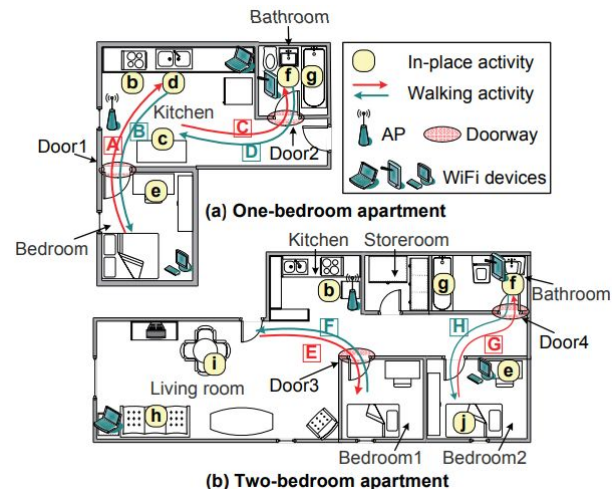 Bathroom
b
d
f
g
Kitchen
A
B
C
D
c
Door1
Door2
e
Bedroom
(a) One-bedroom apartment
In-place activity
Walking activity
AP
Doorway
WiFi devices
Kitchen
Storeroom
b
g
f
Bathroom
F
E
H
G
Door4
i
Living room
Door3
e
h
j
Bedroom1
Bedroom2
(b) Two-bedroom apartment